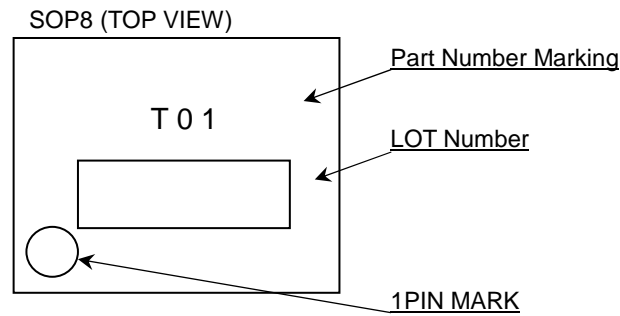 SOP8 (TOP VIEW)
Part Number Marking
T 0 1
LOT Number
1PIN MARK